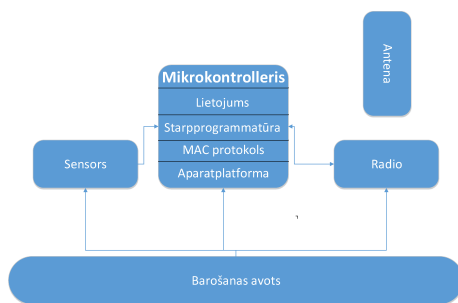 Mikrokontrolleris
Lietojums
Starpprogrammatūra
MAC protokols
Aparatplatforma
Antena
Sensors
Radio
Barošanas avots